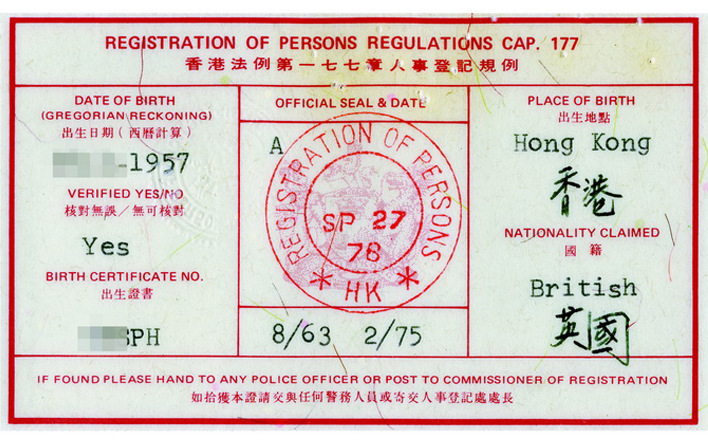 REGISTRATION OF PERSONS REGULATIONS CAP. 177
香港法例第一七七章人事登記規例
DATE OF BIRTH
(GREGORIAN RECKONING)
出生日期（西曆計算）
-1957
VERIFIED YES/NO
核對無誤／無可核對
Yes
BIRTH CERTIFICATE NO.
出生證書
SPH
OFFICIAL SEAL & DATE
A
REGISTRATION OF PERSONS
SP 27
78
* HK *
8/63 2/75
PLACE OF BIRTH
出生地點
Hong Kong
香港
NATIONALITY CLAIMED
國籍
British
英國
IF FOUND PLEASE HAND TO ANY POLICE OFFICER OR POST TO COMMISSIONER OF REGISTRATION
如拾獲本證請交與任何警務人員或寄交人事登記處處長